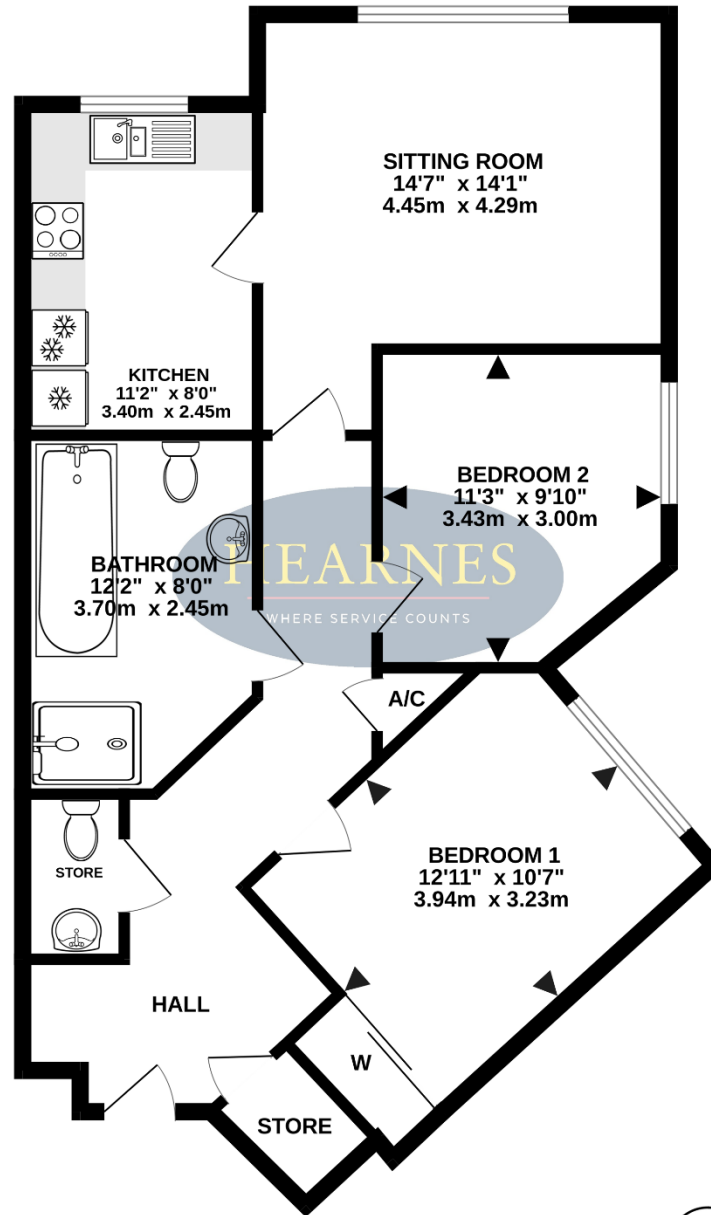 SITTING ROOM
14'7" x 14'1"
4.45m x 4.29m
KITCHEN
11'2" x 8'0"
3.40m x 2.45m
BEDROOM 2
11'3" x 9'10"
3.43m x 3.00m
BATHROOM
12'2" x 8'0"
3.70m x 2.45m
HEARNES
WHERE SERVICE COUNTS
A/C
STORE
BEDROOM 1
12'11" x 10'7"
3.94m x 3.23m
HALL
W
STORE